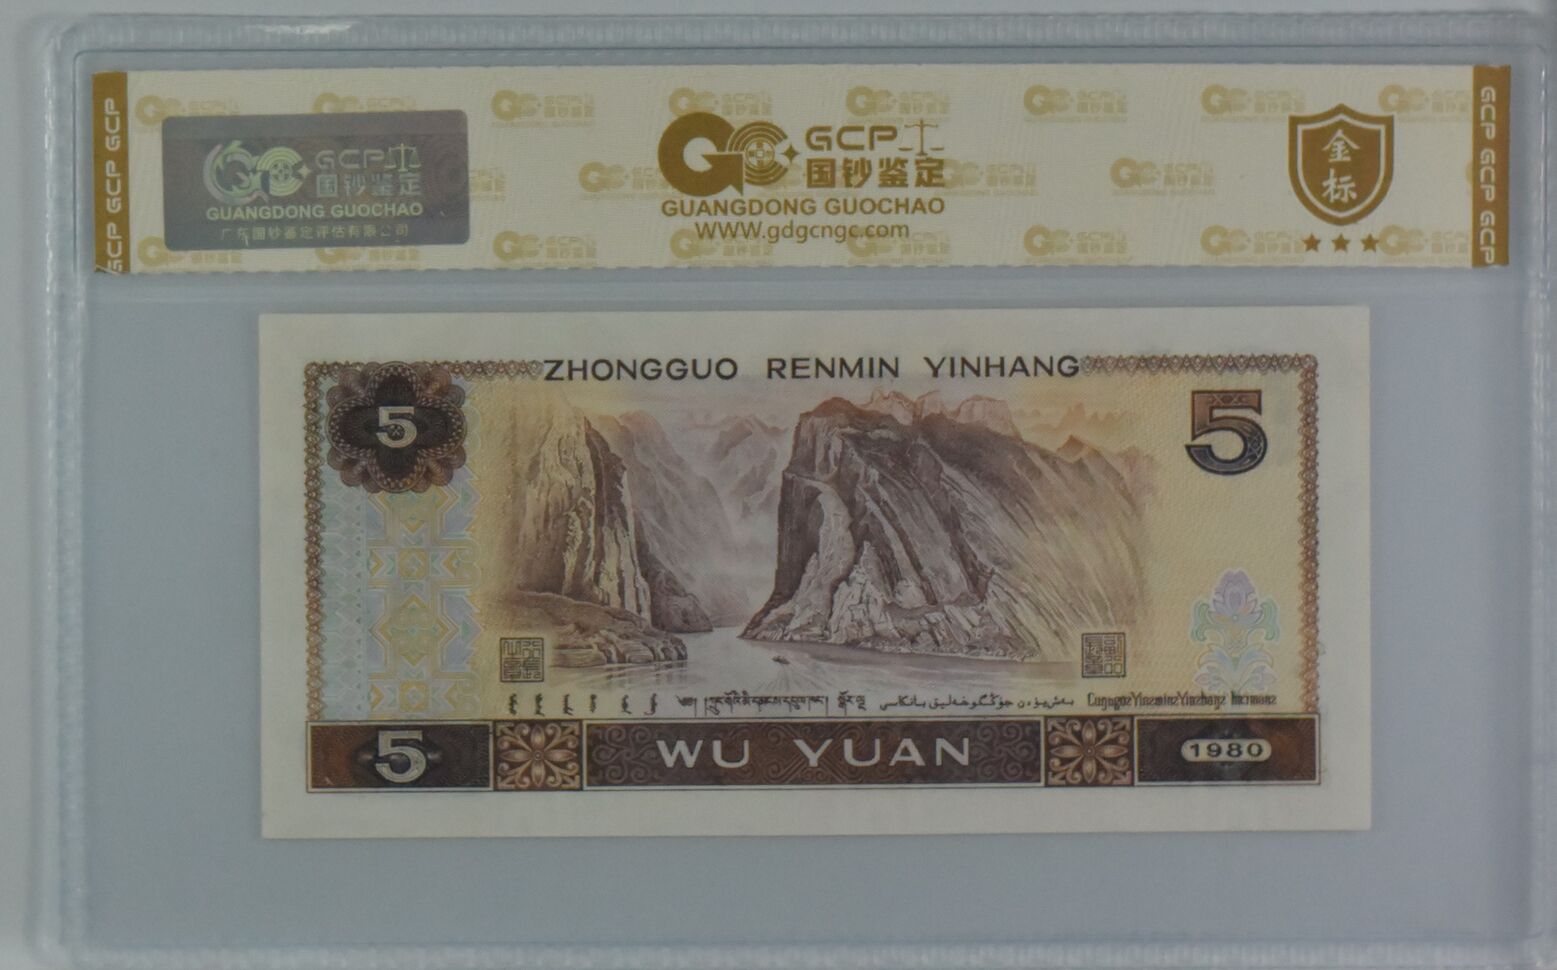 GCP GCP GCP
GCP
国钞鉴定
GUANGDONG GUOCHAO
广东国钞鉴定评估有限公司
GCP
国钞鉴定
GUANGDONG GUOCHAO
WWW.gdgcngc.com
金
标
GCP GCP GCP
ZHONGGUO RENMIN YINHANG
5
5
5
WU YUAN
1980